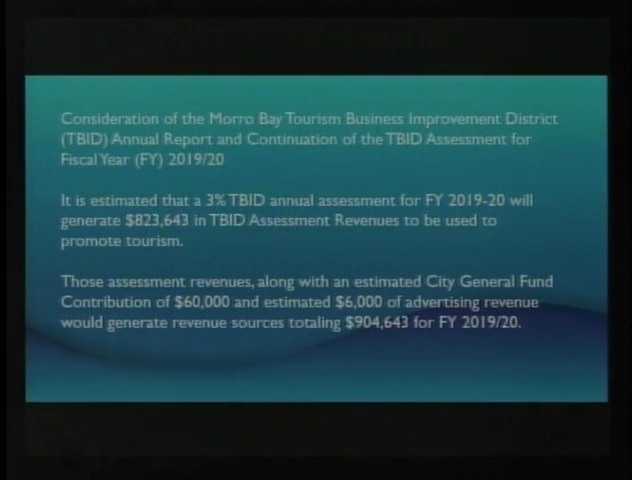 Consideration of the Morro Bay Tourism Business Improvement District
(TBID) Annual Report and Continuation of the TBID Assessment for
Fiscal Year (FY) 2019/20
It is estimated that a 3% TBID annual assessment for FY 2019-20 will
generate $823,643 in TBID Assessment Revenues to be used to
promote tourism.
Those assessment revenues, along with an estimated City General Fund
Contribution of $60,000 and estimated $6,000 of advertising revenue
would generate revenue sources totaling $904,643 for FY 2019/20.